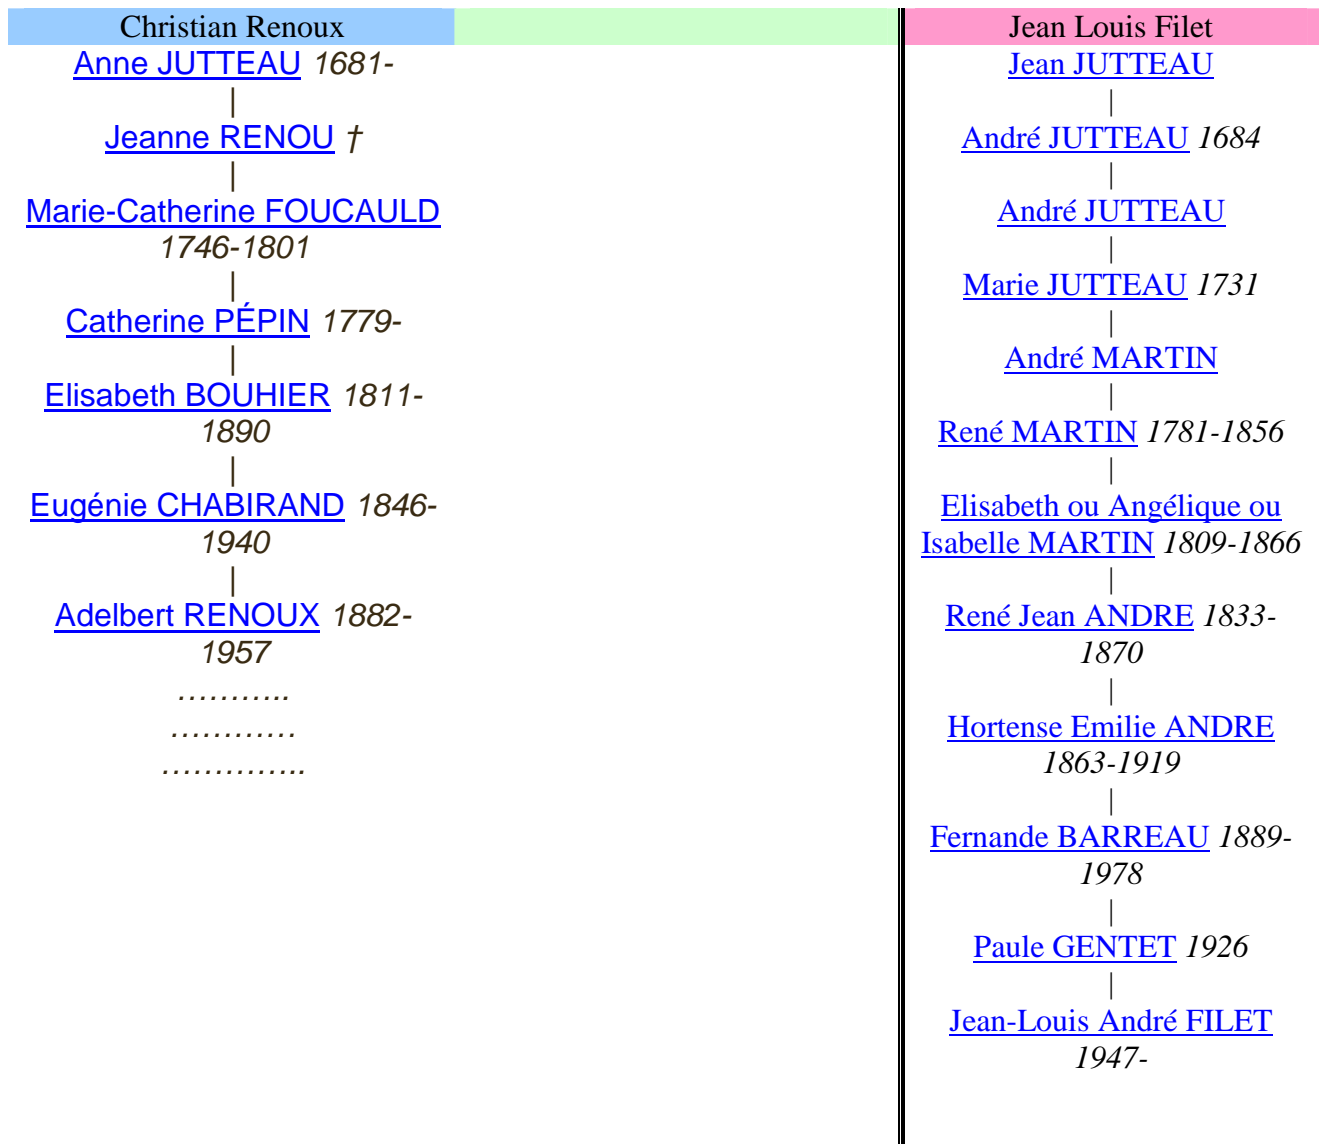 Christian Renoux
Anne JUTTEAU 1681-
|
Jeanne RENOU †
|
Marie-Catherine FOUCAULD
1746-1801
|
Catherine PÉPIN 1779-
|
Elisabeth BOUHIER 1811-
1890
|
Eugénie CHABIRAND 1846-
1940
|
Adelbert RENOUX 1882-
1957
………..
…………
…………..
Jean Louis Filet
Jean JUTTEAU
|
André JUTTEAU 1684
|
André JUTTEAU
|
Marie JUTTEAU 1731
|
André MARTIN
|
René MARTIN 1781-1856
|
Elisabeth ou Angélique ou
Isabelle MARTIN 1809-1866
|
René Jean ANDRE 1833-
1870
|
Hortense Emilie ANDRE
1863-1919
|
Fernande BARREAU 1889-
1978
|
Paule GENTET 1926
|
Jean-Louis André FILET
1947-